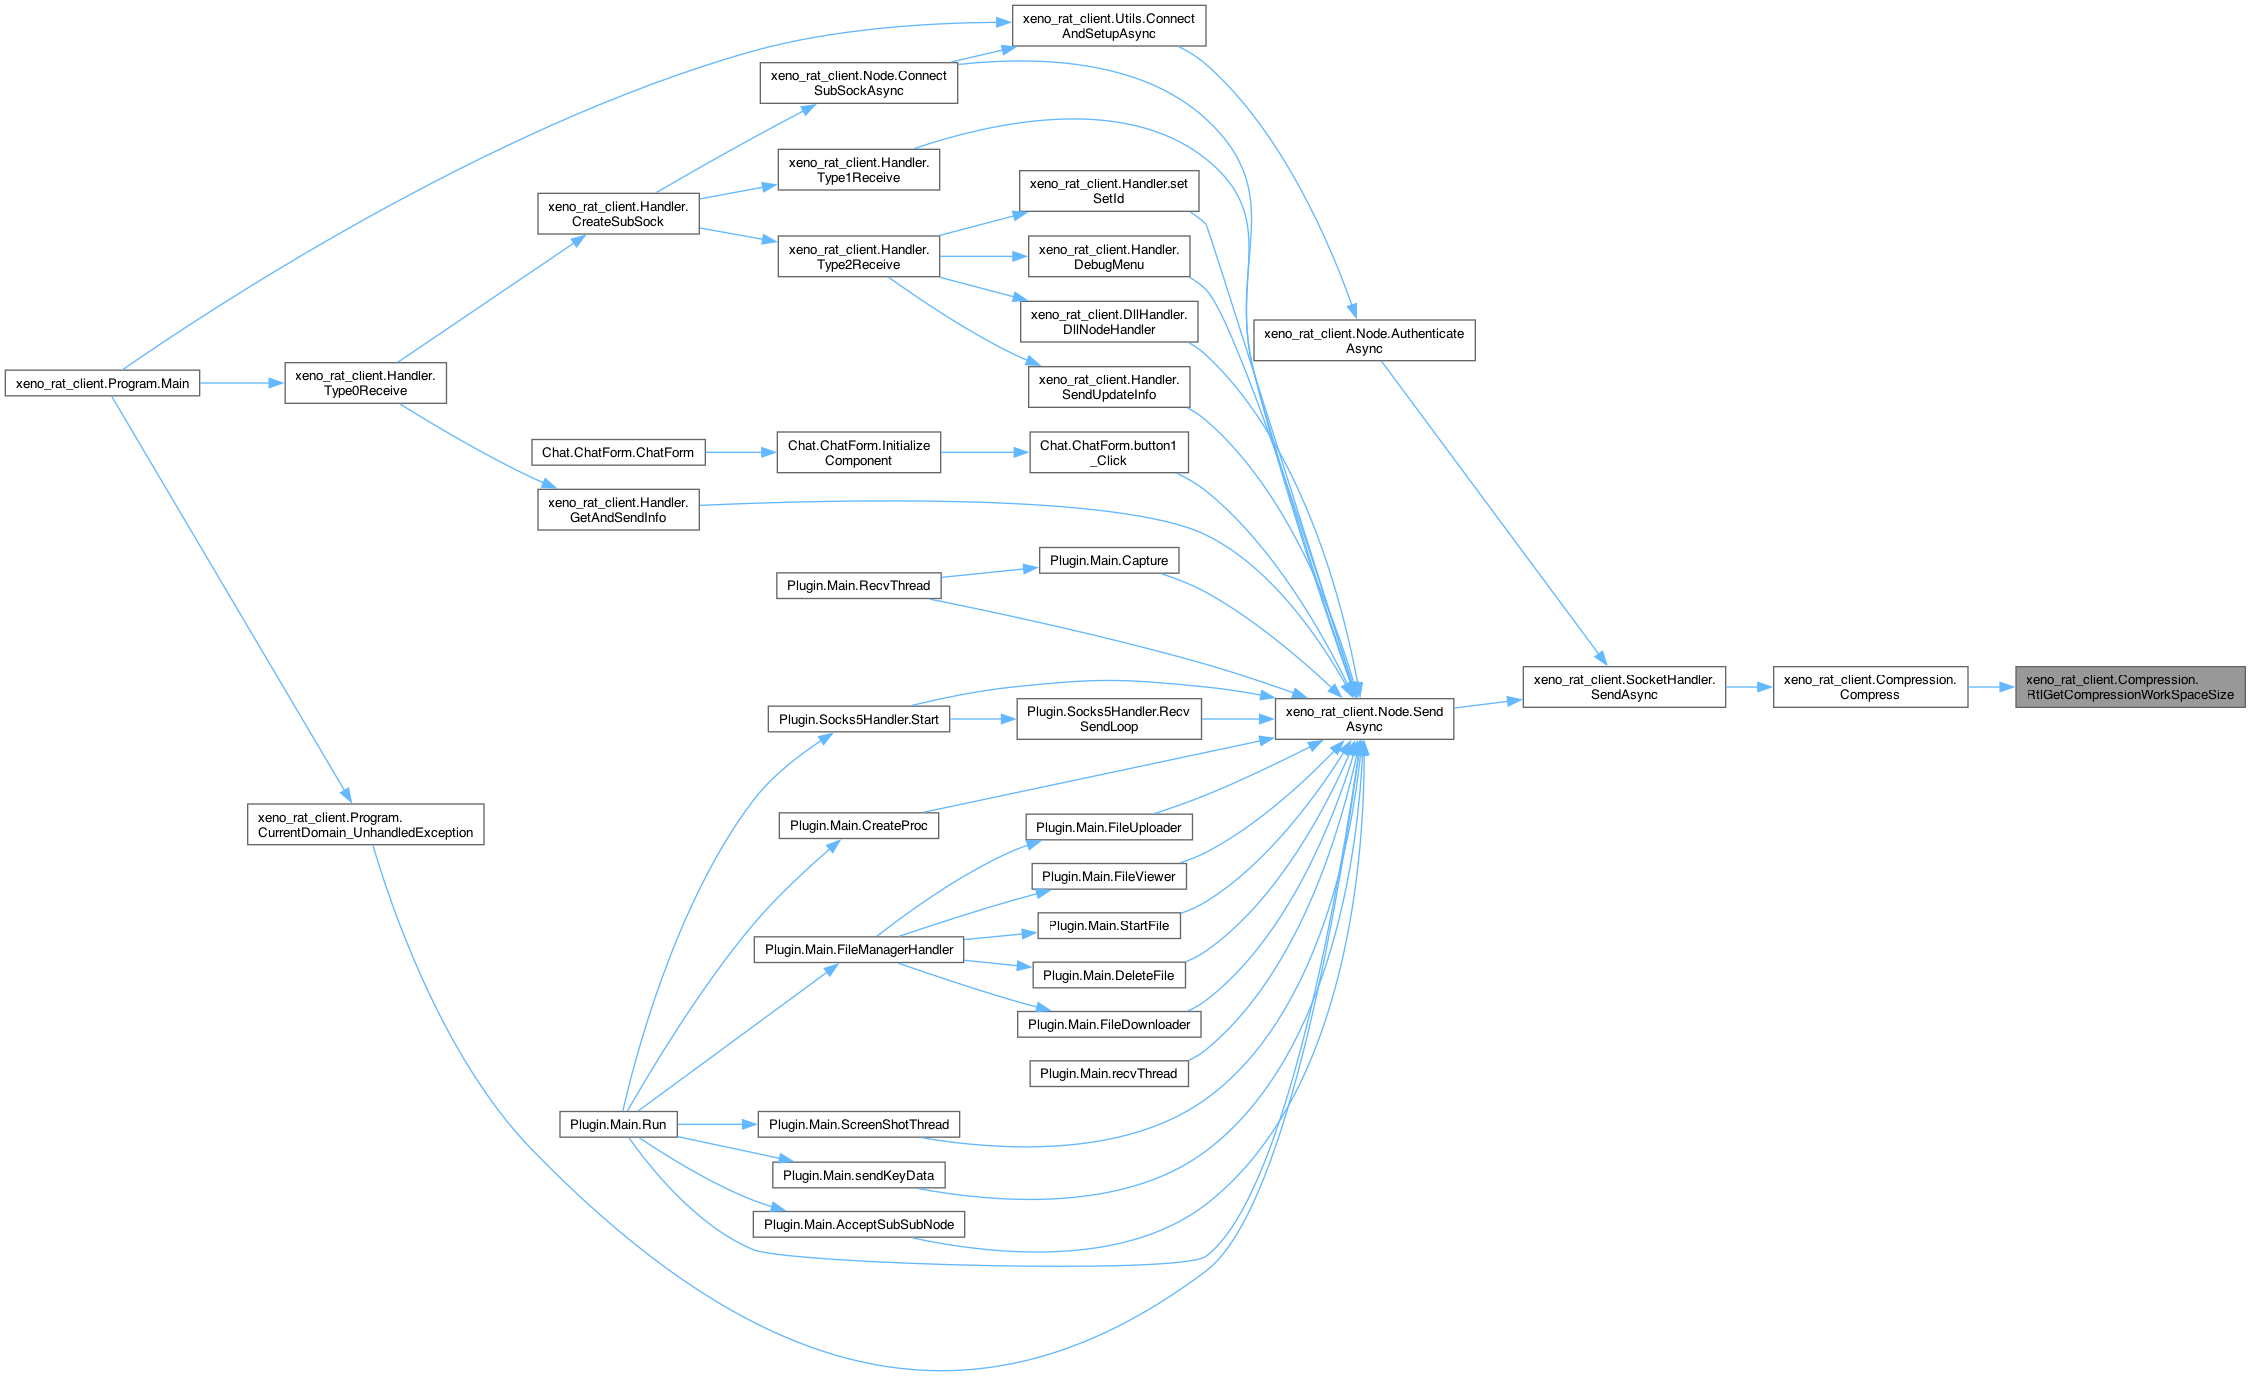 xeno_rat_client.Utils.Connect
AndSetupAsync
xeno_rat_client.Node.Connect
SubSockAsync
xeno_rat_client.Handler.
Type1Receive
xeno_rat_client.Handler.set
SetId
xeno_rat_client.Handler.
CreateSubSock
xeno_rat_client.Handler.
Type2Receive
xeno_rat_client.Handler.
DebugMenu
xeno_rat_client.DllHandler.
DllNodeHandler
xeno_rat_client.Node.Authenticate
Async
xeno_rat_client.Program.Main
xeno_rat_client.Handler.
Type0Receive
xeno_rat_client.Handler.
SendUpdateInfo
Chat.ChatForm.ChatForm
Chat.ChatForm.Initialize
Component
Chat.ChatForm.button1
_Click
xeno_rat_client.Handler.
GetAndSendInfo
Plugin.Main.Capture
Plugin.Main.RecvThread
xeno_rat_client.SocketHandler.
SendAsync
xeno_rat_client.Compression.
Compress
xeno_rat_client.Compression.
RtlGetCompressionWorkSpaceSize
Plugin.Socks5Handler.Start
Plugin.Socks5Handler.Recv
SendLoop
xeno_rat_client.Node.Send
Async
xeno_rat_client.Program.
CurrentDomain_UnhandledException
Plugin.Main.CreateProc
Plugin.Main.FileUploader
Plugin.Main.FileViewer
Plugin.Main.StartFile
Plugin.Main.FileManagerHandler
Plugin.Main.DeleteFile
Plugin.Main.FileDownloader
Plugin.Main.recvThread
Plugin.Main.Run
Plugin.Main.ScreenShotThread
Plugin.Main.sendKeyData
Plugin.Main.AcceptSubSubNode